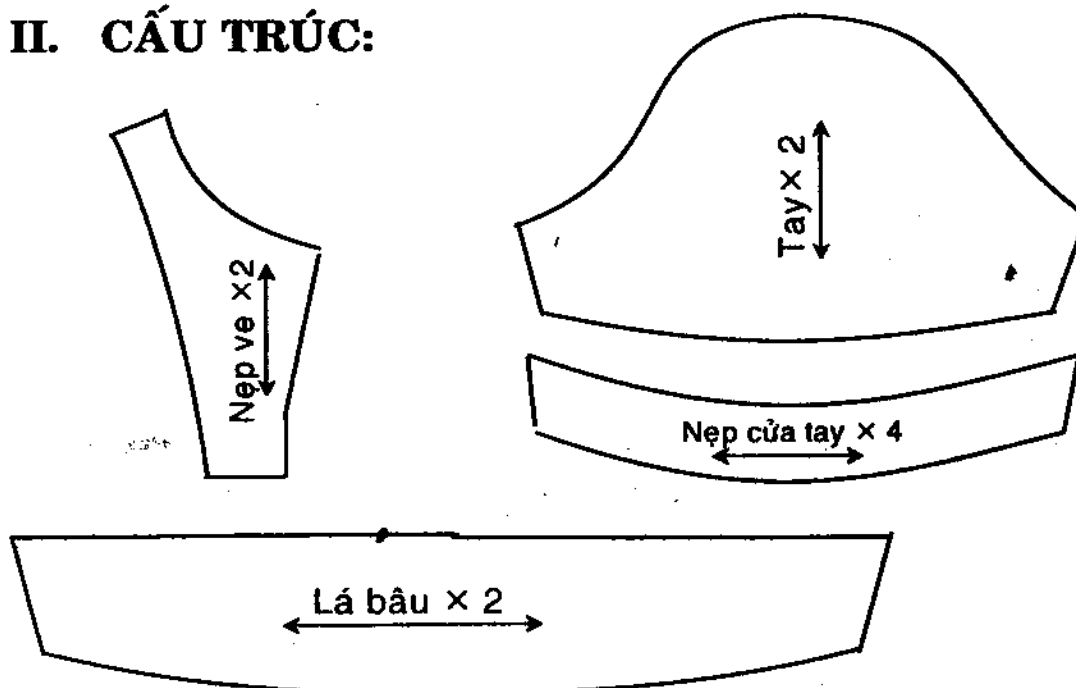 II. CẤU TRÚC:
Nẹp ve ×2
Tay× 2
Nẹp cửa tay × 4
Lá bâu × 2